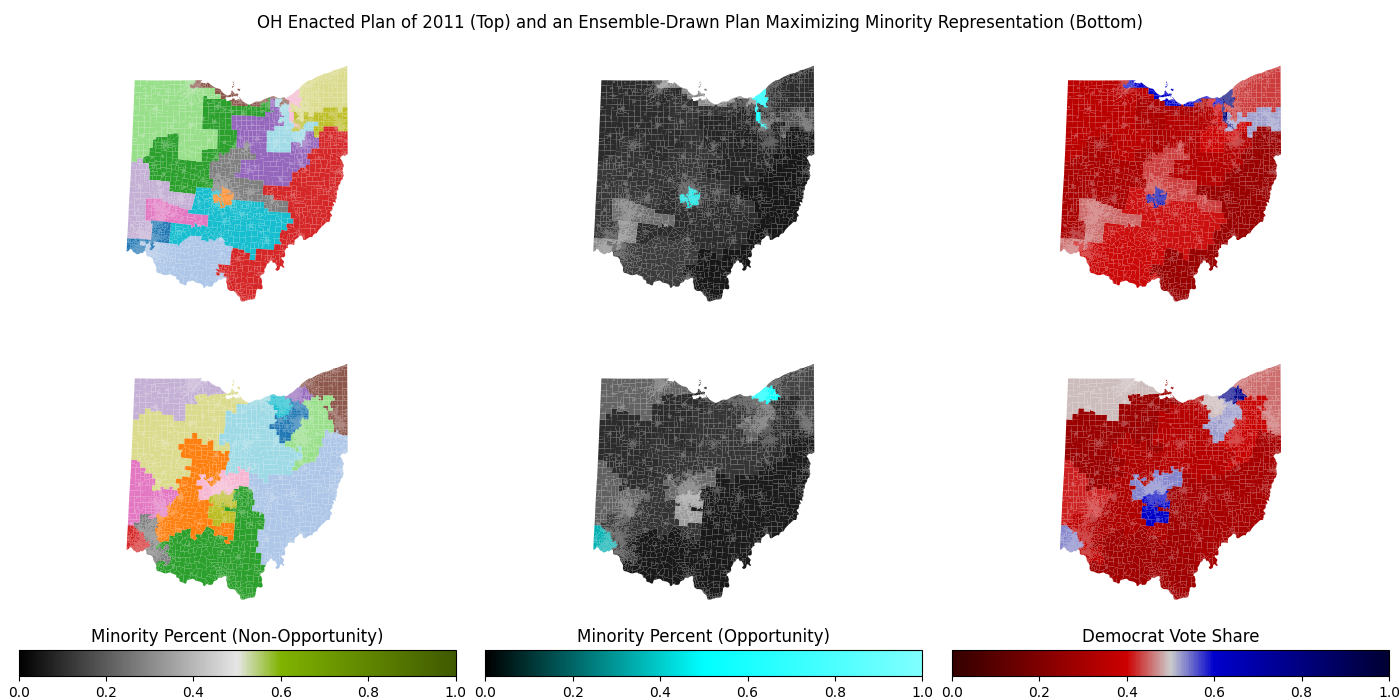 OH Enacted Plan of 2011 (Top) and an Ensemble-Drawn Plan Maximizing Minority Representation (Bottom)
Minority Percent (Non-Opportunity)
0.0 0.2 0.4 0.6 0.8 1.0
Minority Percent (Opportunity)
0.0 0.2 0.4 0.6 0.8 1.0
Democrat Vote Share
0.0 0.2 0.4 0.6 0.8 1.0